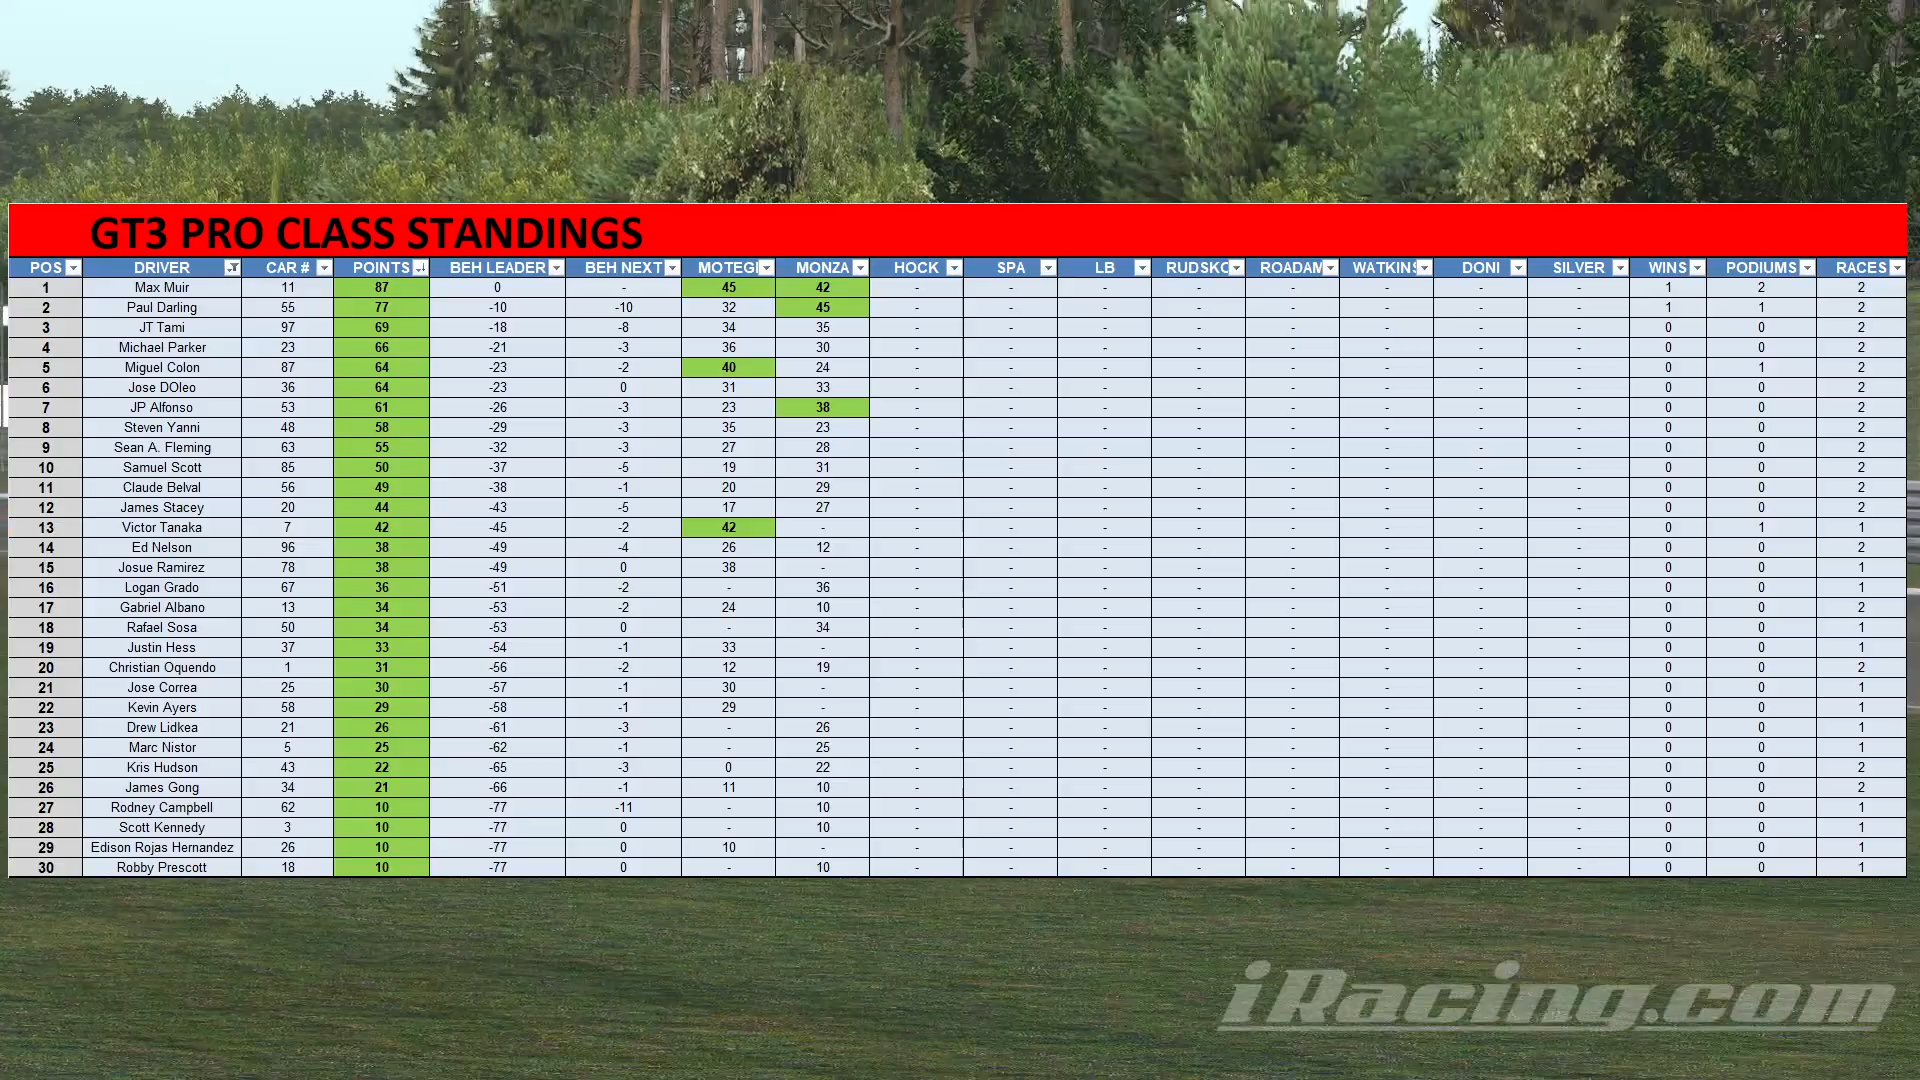 GT3 PRO CLASS STANDINGS
POS DRIVER CAR # POINTS BEH LEADER BEH NEXT MOTEGI MONZA HOCK SPA LB RUDSKO ROADAM WATKINS DONI SILVER WINS PODIUMS RACES
1 Max Muir 11 87 0 - 45 42 - - - - - - - - 1 2 2
2 Paul Darling 55 77 -10 -10 32 45 - - - - - - - - 1 1 2
3 JT Tami 97 69 -18 -8 34 35 - - - - - - - - 0 0 2
4 Michael Parker 23 66 -21 -3 36 30 - - - - - - - - 0 0 2
5 Miguel Colon 87 64 -23 -2 40 24 - - - - - - - - 0 1 2
6 Jose DOleo 36 64 -23 0 31 33 - - - - - - - - 0 0 2
7 JP Alfonso 53 61 -26 -3 23 38 - - - - - - - - 0 0 2
8 Steven Yanni 48 58 -29 -3 35 23 - - - - - - - - 0 0 2
9 Sean A. Fleming 63 55 -32 -3 27 28 - - - - - - - - 0 0 2
10 Samuel Scott 85 50 -37 -5 19 31 - - - - - - - - 0 0 2
11 Claude Belval 56 49 -38 -1 20 29 - - - - - - - - 0 0 2
12 James Stacey 20 44 -43 -5 17 27 - - - - - - - - 0 0 2
13 Victor Tanaka 7 42 -45 -2 42 - - - - - - - - - 0 1 1
14 Ed Nelson 96 38 -49 -4 26 12 - - - - - - - - 0 0 2
15 Josue Ramirez 78 38 -49 0 38 - - - - - - - - - 0 0 1
16 Logan Grado 67 36 -51 -2 - 36 - - - - - - - - 0 0 1
17 Gabriel Albano 13 34 -53 -2 24 10 - - - - - - - - 0 0 2
18 Rafael Sosa 50 34 -53 0 - 34 - - - - - - - - 0 0 1
19 Justin Hess 37 33 -54 -1 33 - - - - - - - - - 0 0 1
20 Christian Oquendo 1 31 -56 -2 12 19 - - - - - - - - 0 0 2
21 Jose Correa 25 30 -57 -1 30 - - - - - - - - - 0 0 1
22 Kevin Ayers 58 29 -58 -1 29 - - - - - - - - - 0 0 1
23 Drew Lidkea 21 26 -61 -3 - 26 - - - - - - - - 0 0 1
24 Marc Nistor 5 25 -62 -1 - 25 - - - - - - - - 0 0 1
25 Kris Hudson 43 22 -65 -3 0 22 - - - - - - - - 0 0 2
26 James Gong 34 21 -66 -1 11 10 - - - - - - - - 0 0 2
27 Rodney Campbell 62 10 -77 -11 - 10 - - - - - - - - 0 0 1
28 Scott Kennedy 3 10 -77 0 - 10 - - - - - - - - 0 0 1
29 Edison Rojas Hernandez 26 10 -77 0 10 - - - - - - - - - 0 0 1
30 Robby Prescott 18 10 -77 0 - 10 - - - - - - - - 0 0 1
iRacing.com